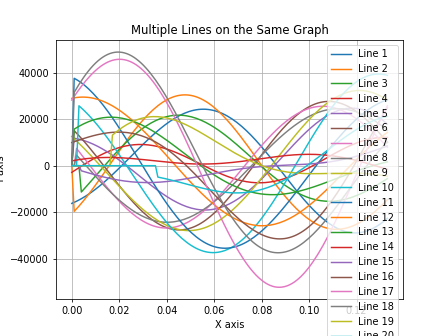 Multiple Lines on the Same Graph
40000
20000
0
−20000
−40000
0.00
0.02
0.04
0.06
0.08
0.10
X axis
axis
Line 1
Line 2
Line 3
Line 4
Line 5
Line 6
Line 7
Line 8
Line 9
Line 10
Line 11
Line 12
Line 13
Line 14
Line 15
Line 16
Line 17
Line 18
Line 19
Line 20